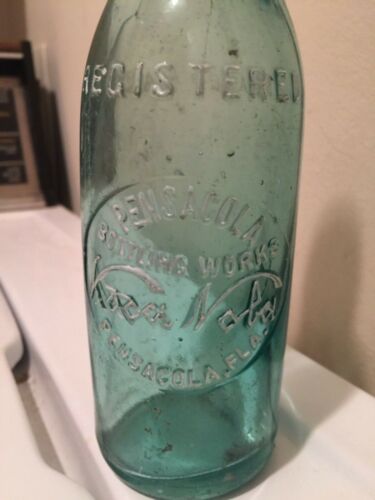 REGISTERED
PENSACOLA
BOTTLING WORKS
PENSACOLA, FLA.